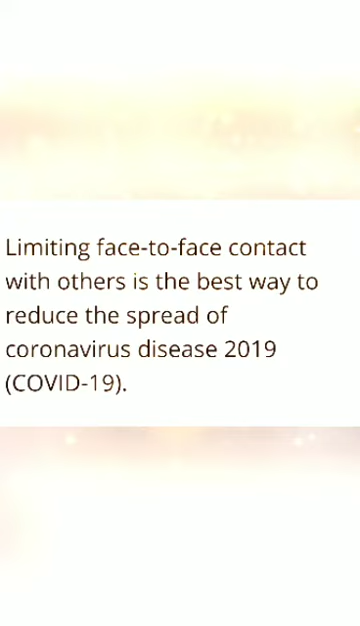 Limiting face-to-face contact
with others is the best way to
reduce the spread of
coronavirus disease 2019
(COVID-19).